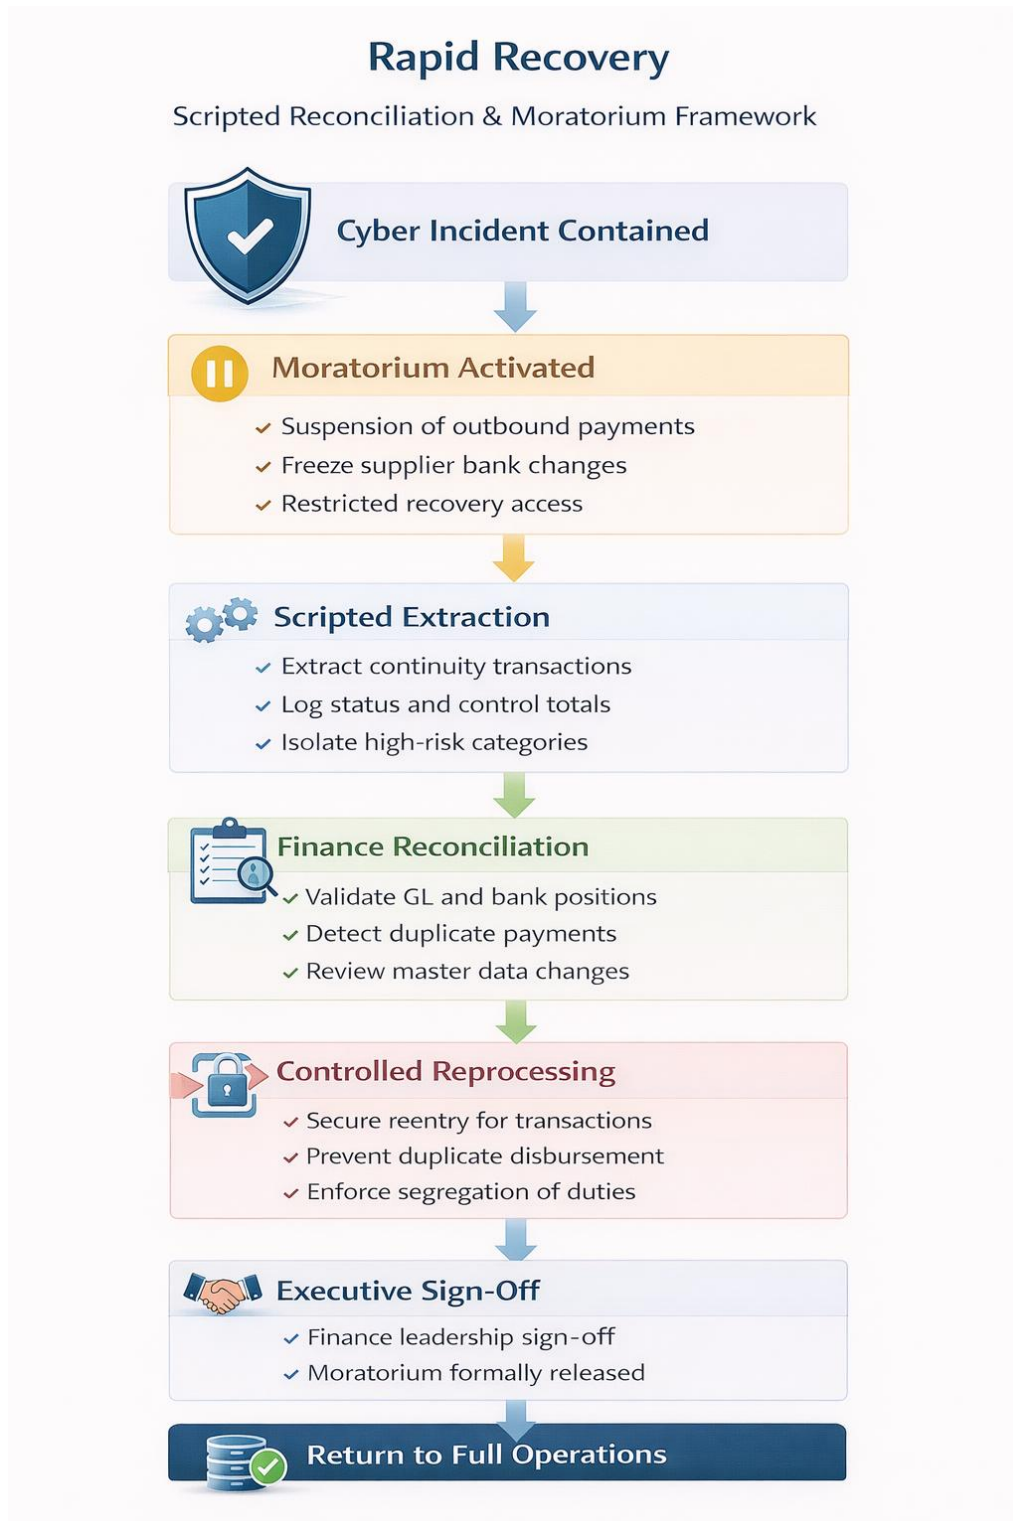 Rapid Recovery
Scripted Reconciliation & Moratorium Framework
Cyber Incident Contained
Moratorium Activated
Suspension of outbound payments
Freeze supplier bank changes
Restricted recovery access
Scripted Extraction
Extract continuity transactions
Log status and control totals
Isolate high-risk categories
Finance Reconciliation
Validate GL and bank positions
Detect duplicate payments
Review master data changes
Controlled Reprocessing
Secure reentry for transactions
Prevent duplicate disbursement
Enforce segregation of duties
Executive Sign-Off
Finance leadership sign-off
Moratorium formally released
Return to Full Operations